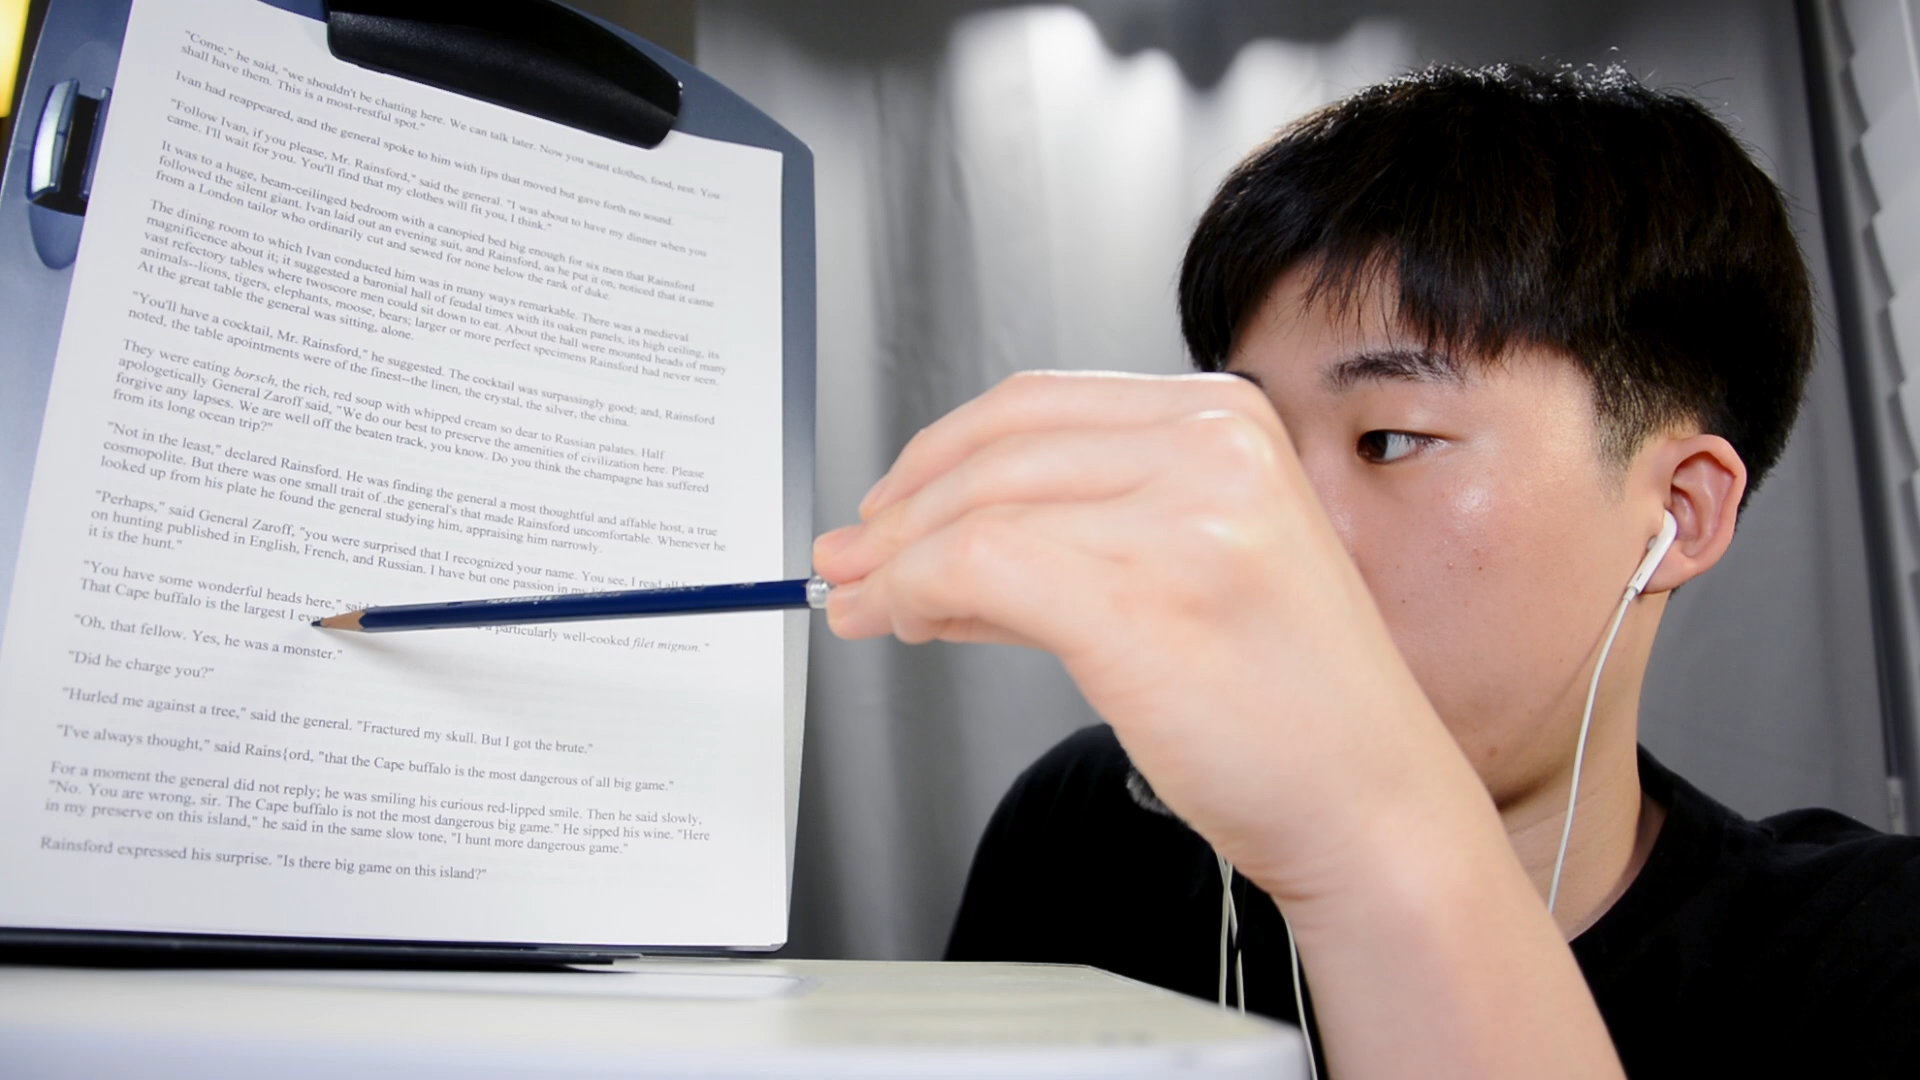 "Come," he said, "we shouldn't be chatting here. We can talk later. Now you want clothes, food, rest. You
shall have them. This is a most-restful spot."
Ivan had reappeared, and the general spoke to him with lips that moved but gave forth no sound.
"Follow Ivan, if you please, Mr. Rainsford," said the general. "I was about to have my dinner when you
came. I'll wait for you. You'll find that my clothes will fit you, I think."
It was to a huge, beam-ceilinged bedroom with a canopied bed big enough for six men that Rainsford
followed the silent giant. Ivan laid out an evening suit, and Rainsford, as he put it on, noticed that it came
from a London tailor who ordinarily cut and sewed for none below the rank of duke.
The dining room to which Ivan conducted him was in many ways remarkable. There was a medieval
magnificence about it; it suggested a baronial hall of feudal times with its oaken panels, its high ceiling, its
vast refectory tables where twoscore men could sit down to eat. About the hall were mounted heads of many
animals--lions, tigers, elephants, moose, bears; larger or more perfect specimens Rainsford had never seen.
At the great table the general was sitting, alone.
"You'll have a cocktail, Mr. Rainsford," he suggested. The cocktail was surpassingly good; and, Rainsford
noted, the table apointments were of the finest--the linen, the crystal, the silver, the china.
They were eating borsch, the rich, red soup with whipped cream so dear to Russian palates. Half
apologetically General Zaroff said, "We do our best to preserve the amenities of civilization here. Please
forgive any lapses. We are well off the beaten track, you know. Do you think the champagne has suffered
from its long ocean trip?"
"Not in the least," declared Rainsford. He was finding the general a most thoughtful and affable host, a true
cosmopolite. But there was one small trait of .the general's that made Rainsford uncomfortable. Whenever he
looked up from his plate he found the general studying him, appraising him narrowly.
"Perhaps," said General Zaroff, "you were surprised that I recognized your name. You see, I read all
on hunting published in English, French, and Russian. I have but one passion in my
it is the hunt."
"You have some wonderful heads here," particularly well-cooked filet mignon. "
That Cape buffalo is the largest I
"Oh, that fellow. Yes, he was a monster."
"Did he charge you?"
"Hurled me against a tree," said the general. "Fractured my skull. But I got the brute."
"I've always thought," said Rains{ord, "that the Cape buffalo is the most dangerous of all big game."
For a moment the general did not reply; he was smiling his curious red-lipped smile. Then he said slowly,
"No. You are wrong, sir. The Cape buffalo is not the most dangerous big game." He sipped his wine. "Here
in my preserve on this island," he said in the same slow tone, "I hunt more dangerous game."
Rainsford expressed his surprise. "Is there big game on this island?"